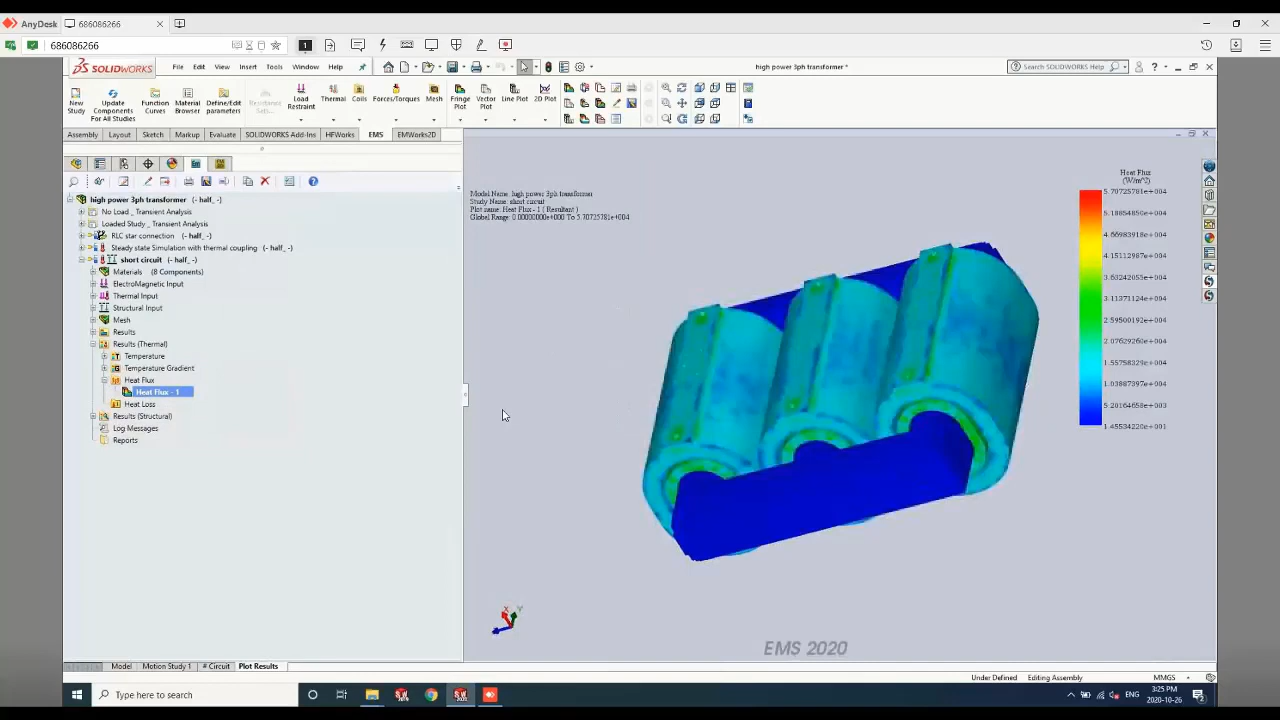 AnyDesk 686086266
686086266 1
SOLIDWORKS File Edit View Insert Tools Window Help high power 3ph transformer * Search SOLIDWORKS Help
New Study
Update Components For All Studies
Function Curves
Material Browser
Define/Edit parameters
Resistance Sets...
Load Restraint
Thermal
Coils
Forces/Torques
Mesh
Fringe Plot
Vector Plot
Line Plot
2D Plot
Assembly Layout Sketch Markup Evaluate SOLIDWORKS Add-Ins HFWorks EMS EMWorks2D
high power 3ph transformer (- half_ -)
No Load _ Transient Analysis
Loaded Study _ Transient Analysis
RLC star connection (- half_ -)
Steady state Simulation with thermal coupling (- half_ -)
short circuit (- half_ -)
Materials (8 Components)
ElectroMagnetic Input
Thermal Input
Structural Input
Mesh
Results
Results (Thermal)
Temperature
Temperature Gradient
Heat Flux
Heat Flux - 1
Heat Loss
Results (Structural)
Log Messages
Reports
Model Name: high power 3ph transformer
Study Name: short circuit
Plot name: Heat Flux - 1 ( Resultant )
Global Range: 0.00000000e+000 To 5.70725781e+004
Heat Flux
(W/m^2)
5.70725781e+004
5.18854850e+004
4.66983918e+004
4.15112987e+004
3.63242055e+004
3.11371124e+004
2.59500192e+004
2.07629260e+004
1.55758329e+004
1.03887397e+004
5.20164658e+003
1.45534220e+001
X Y
EMS 2020
Model Motion Study 1 # Circuit Plot Results
Under Defined Editing Assembly MMGS
Type here to search
ENG
3:25 PM
2020-10-26
2